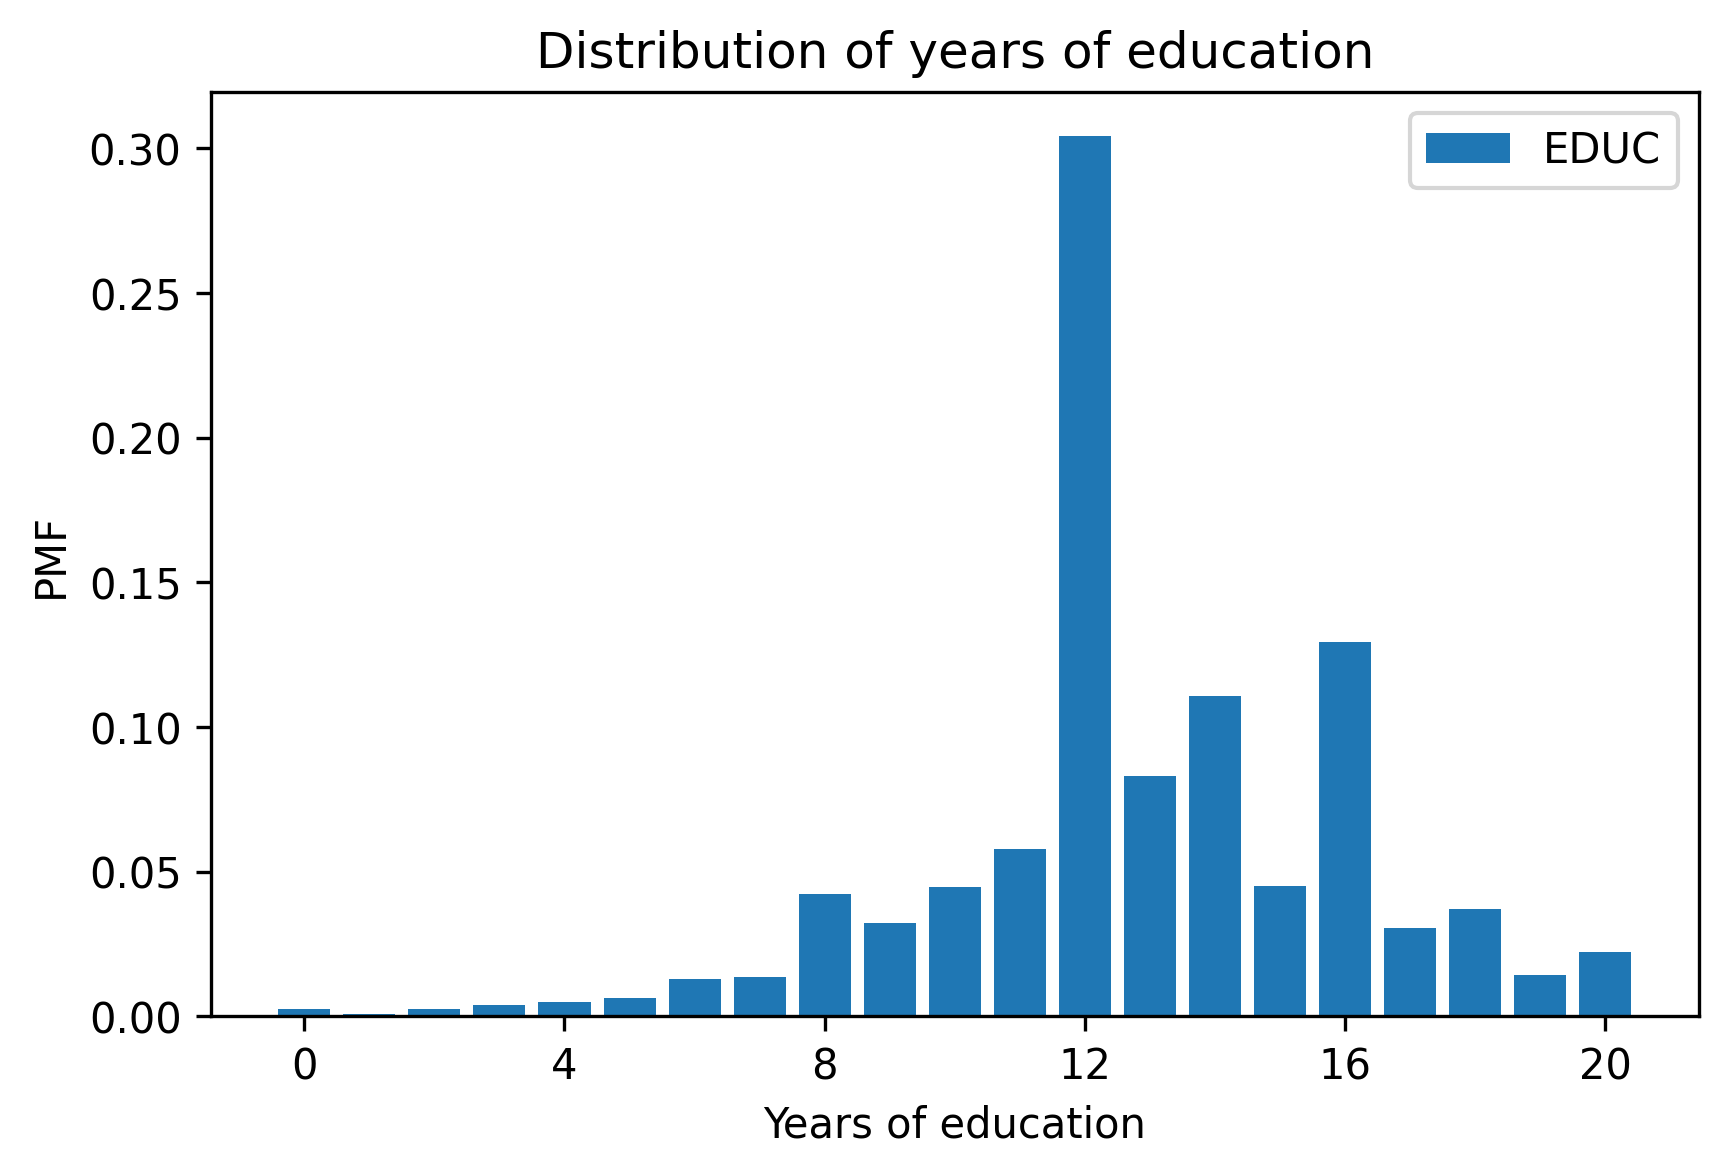 Distribution of years of education
EDUC
0.30
0.25
0.20
0.15
0.10
0.05
0.00
PMF
0 4 8 12 16 20
Years of education